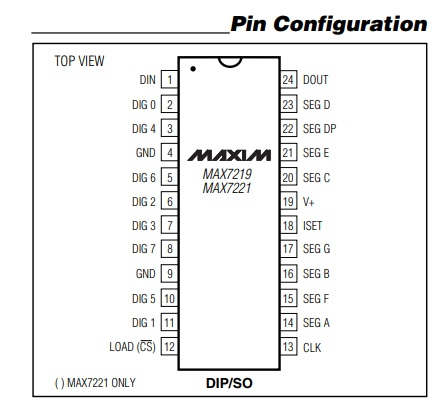 Pin Configuration
TOP VIEW
DIN 1 24 DOUT
DIG 0 2 23 SEG D
DIG 4 3 22 SEG DP
GND 4 MAXIM 21 SEG E
DIG 6 5 MAX7219 20 SEG C
DIG 2 6 MAX7221 19 V+
DIG 3 7 18 ISET
DIG 7 8 17 SEG G
GND 9 16 SEG B
DIG 5 10 15 SEG F
DIG 1 11 14 SEG A
LOAD (C̅S̅) 12 13 CLK
( ) MAX7221 ONLY DIP/SO